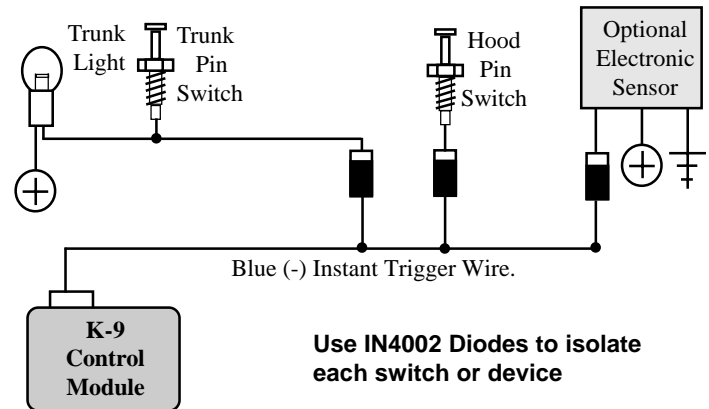 Trunk
Light
Trunk
Pin
Switch
Hood
Pin
Switch
Optional
Electronic
Sensor
Blue (-) Instant Trigger Wire.
K-9
Control
Module
Use IN4002 Diodes to isolate
each switch or device